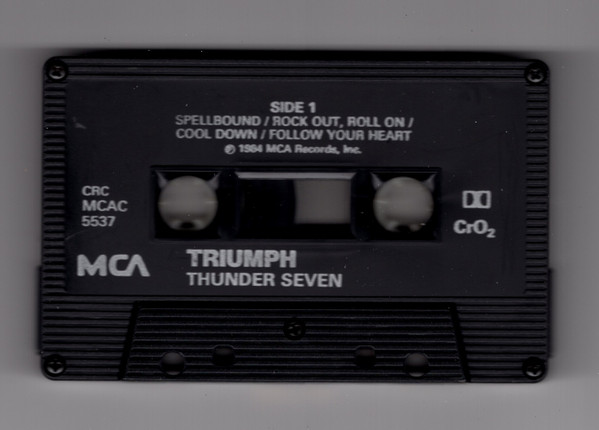 SIDE 1
SPELLBOUND / ROCK OUT, ROLL ON /
COOL DOWN / FOLLOW YOUR HEART
℗ 1984 MCA Records, Inc.
CRC
MCAC
5537
CrO₂
MCA
TRIUMPH
THUNDER SEVEN